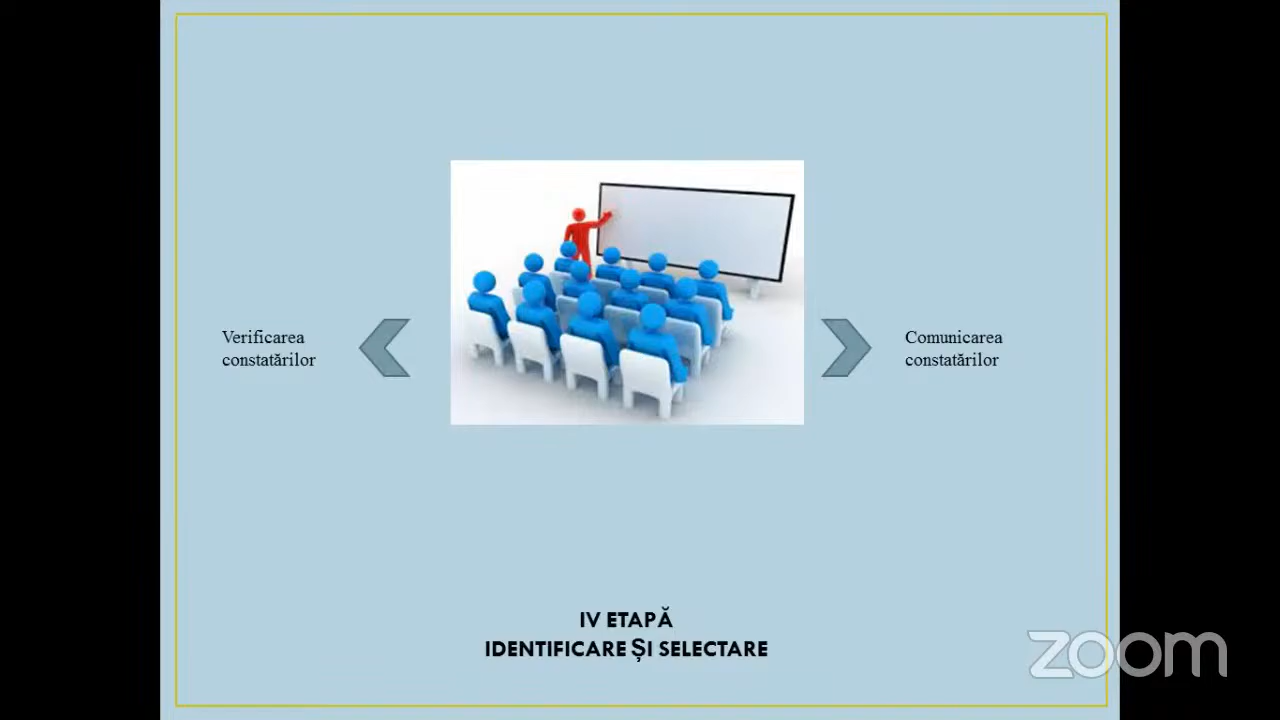 Verificarea
constatărilor
Comunicarea
constatărilor
IV ETAPĂ
IDENTIFICARE ȘI SELECTARE
zoom